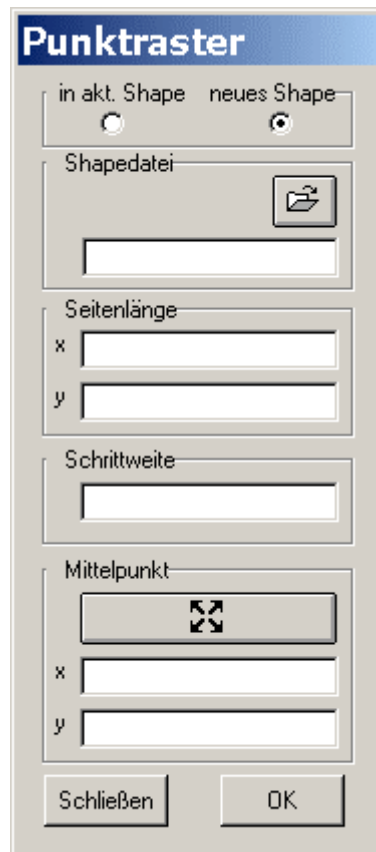 Punktraster
in akt. Shape neues Shape
Shapedatei
Seitenlänge
x
y
Schrittweite
Mittelpunkt
x
y
Schließen OK